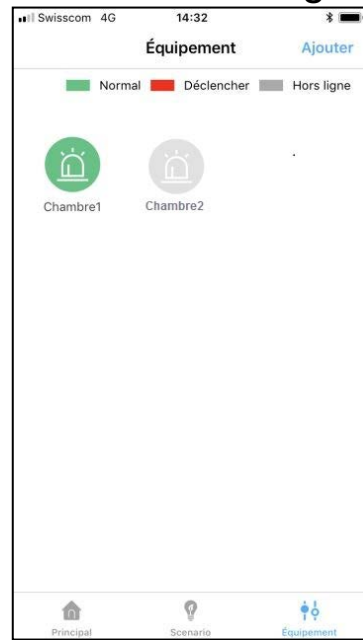 Swisscom 4G 14:32
Équipement Ajouter
Normal Déclencher Hors ligne
Chambre1 Chambre2
Principal Scenario Équipement